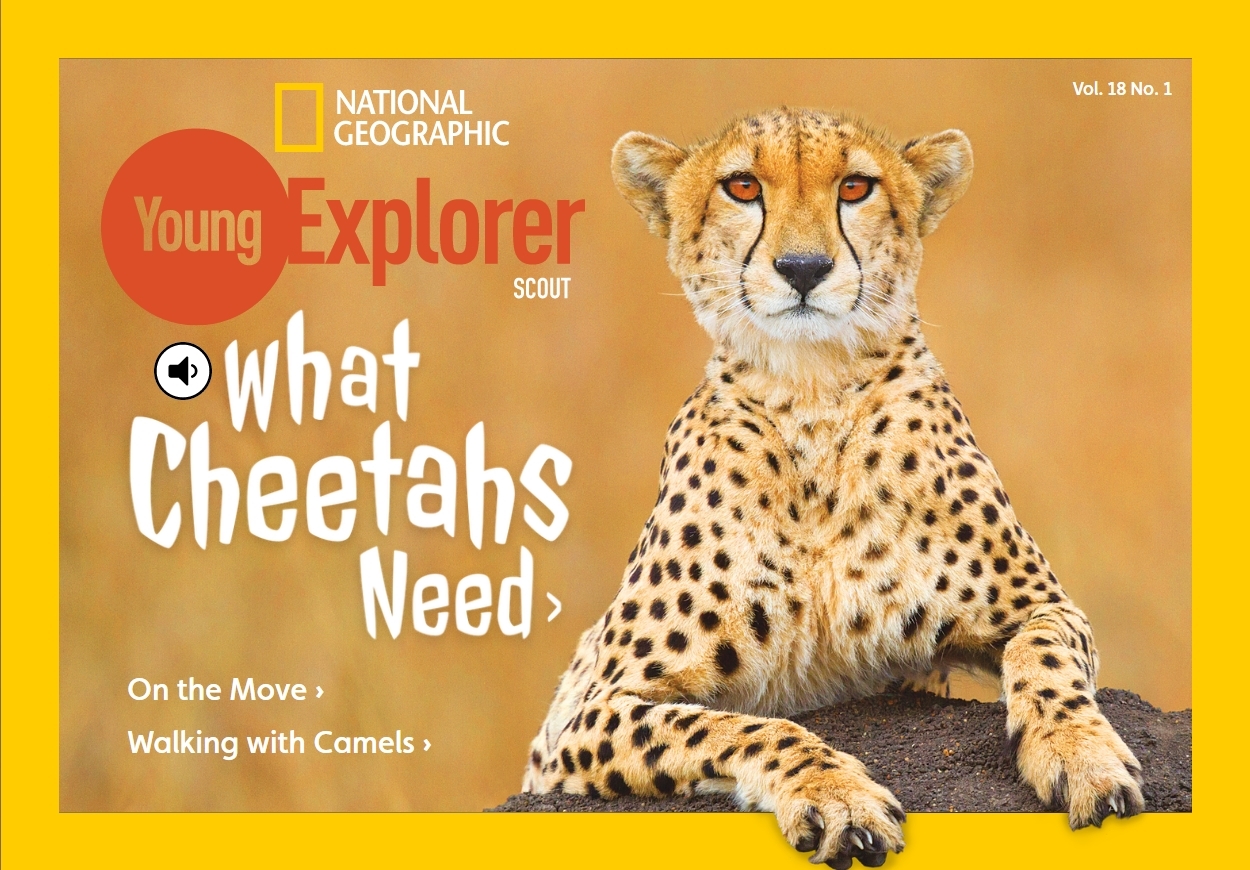 NATIONAL
GEOGRAPHIC
Vol. 18 No. 1
Young Explorer
SCOUT
What
Cheetahs
Need ›
On the Move ›
Walking with Camels ›